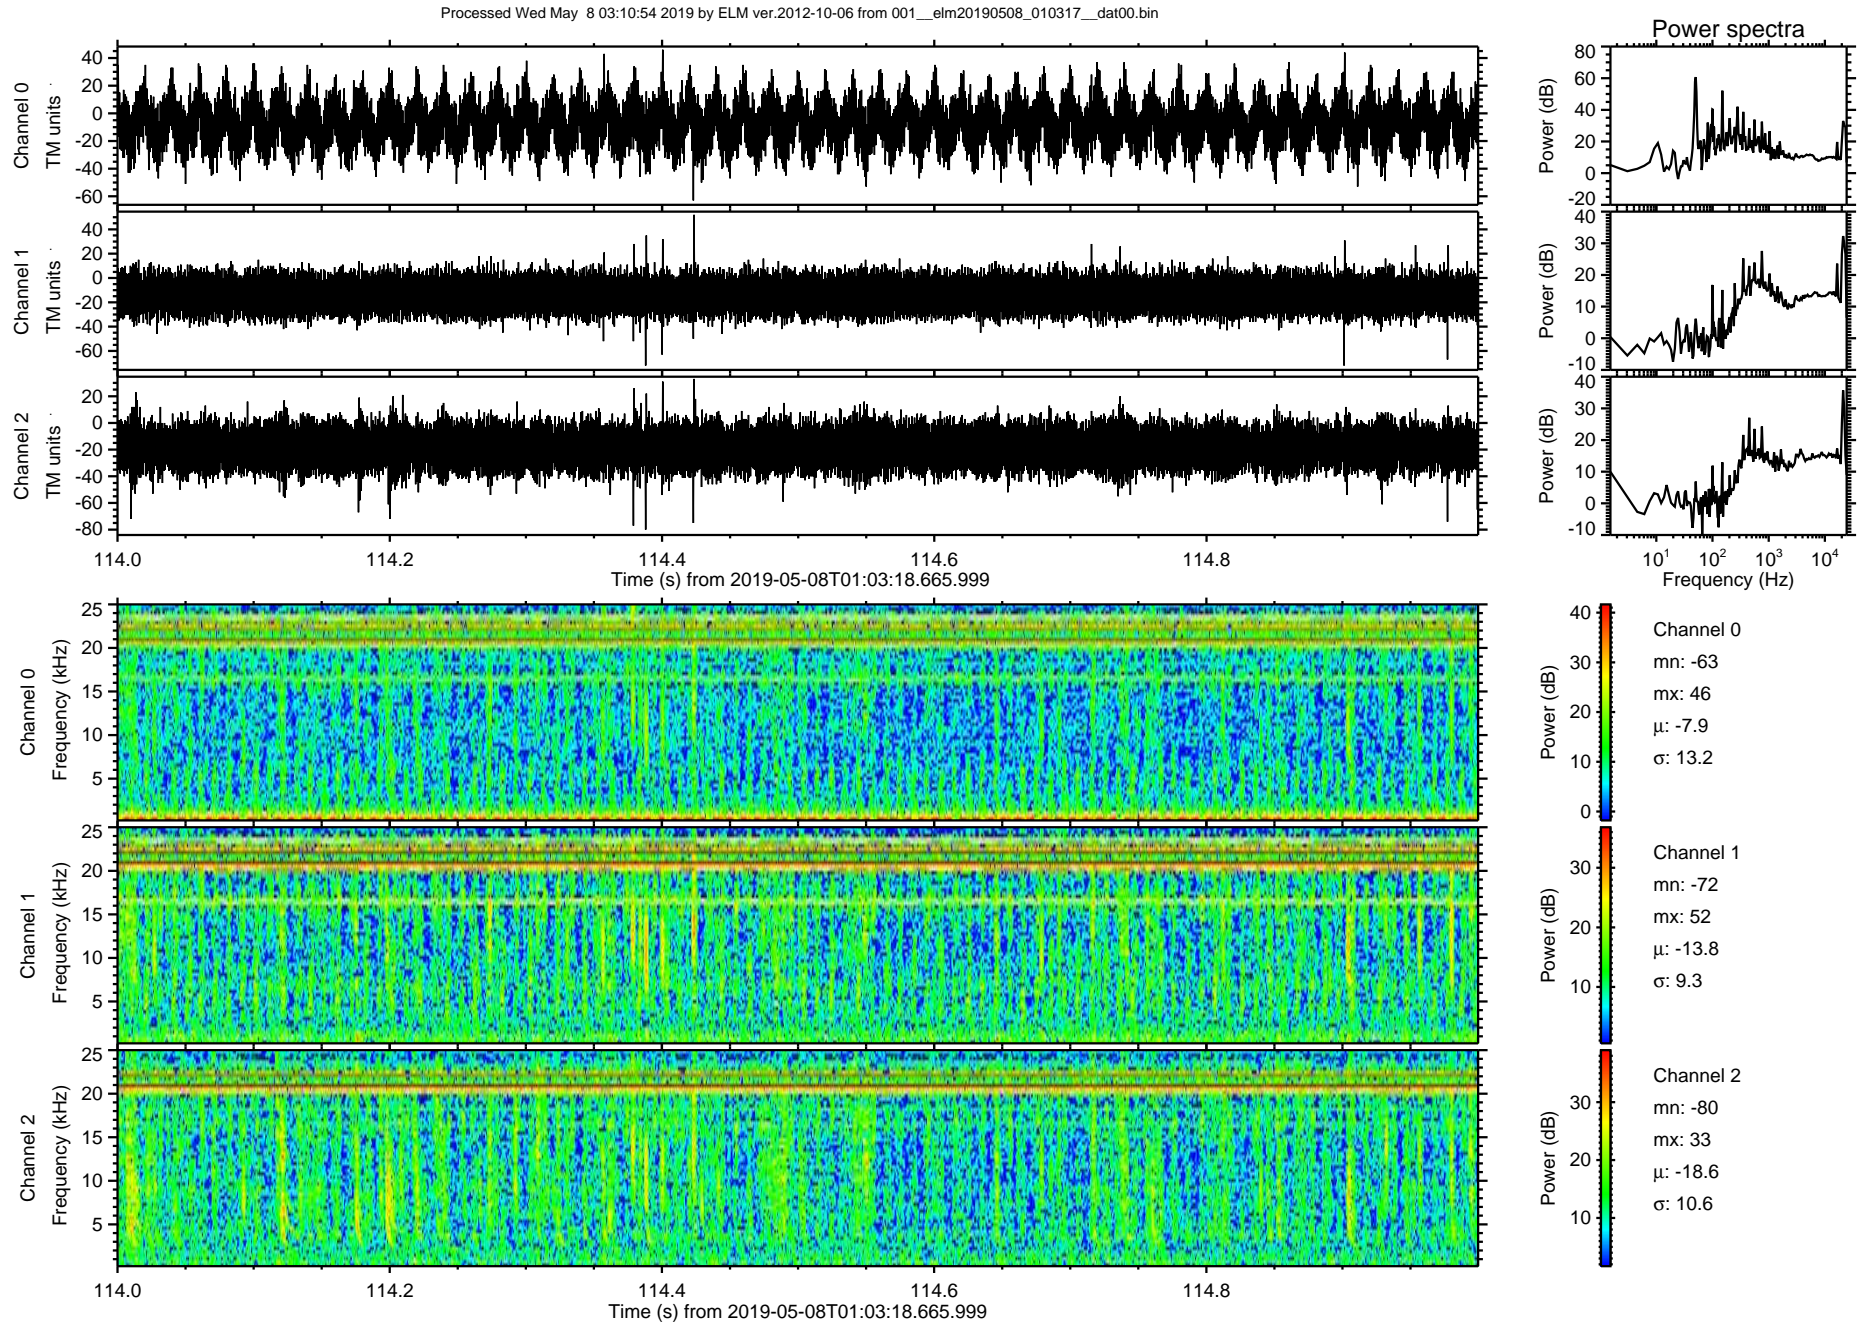 Processed Wed May  8 03:10:54 2019 by ELM ver.2012-10-06 from 001__elm20190508_010317__dat00.bin
Power spectra
Channel 0
TM units
40
20
0
-20
-40
-60
Power (dB)
80
60
40
20
0
-20
Channel 1
TM units
40
20
0
-20
-40
-60
Power (dB)
40
30
20
10
0
-10
Channel 2
TM units
20
0
-20
-40
-60
-80
Power (dB)
40
30
20
10
0
-10
114.0 114.2 114.4 114.6 114.8
Time (s) from 2019-05-08T01:03:18.665.999
10^1 10^2 10^3 10^4
Frequency (Hz)
Channel 0
Frequency (kHz)
25
20
15
10
5
Power (dB)
40
30
20
10
0
Channel 0
mn: -63
mx: 46
μ: -7.9
σ: 13.2
Channel 1
Frequency (kHz)
25
20
15
10
5
Power (dB)
30
20
10
Channel 1
mn: -72
mx: 52
μ: -13.8
σ: 9.3
Channel 2
Frequency (kHz)
25
20
15
10
5
Power (dB)
30
20
10
Channel 2
mn: -80
mx: 33
μ: -18.6
σ: 10.6
114.0 114.2 114.4 114.6 114.8
Time (s) from 2019-05-08T01:03:18.665.999